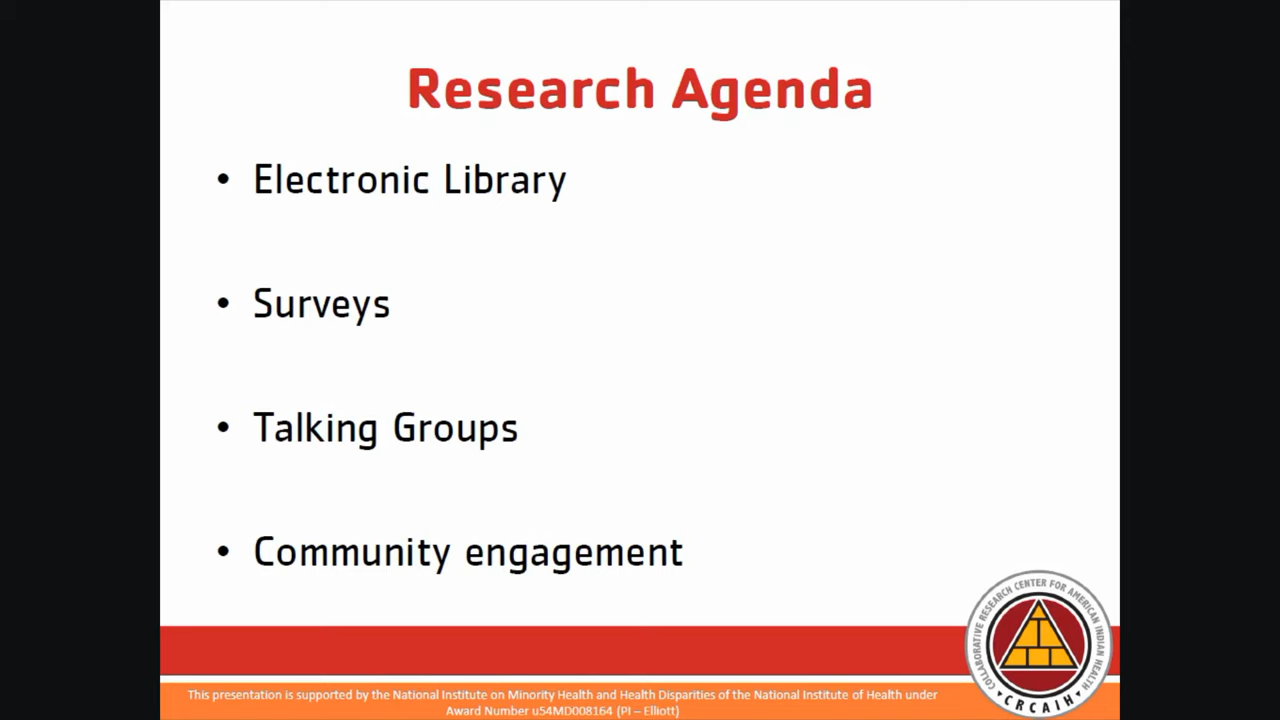 Research Agenda
• Electronic Library
• Surveys
• Talking Groups
• Community engagement
COLLABORATIVE RESEARCH CENTER FOR AMERICAN INDIAN HEALTH
CRCAIH
This presentation is supported by the National Institute on Minority Health and Health Disparities of the National Institute of Health under
Award Number u54MD008164 (PI – Elliott)